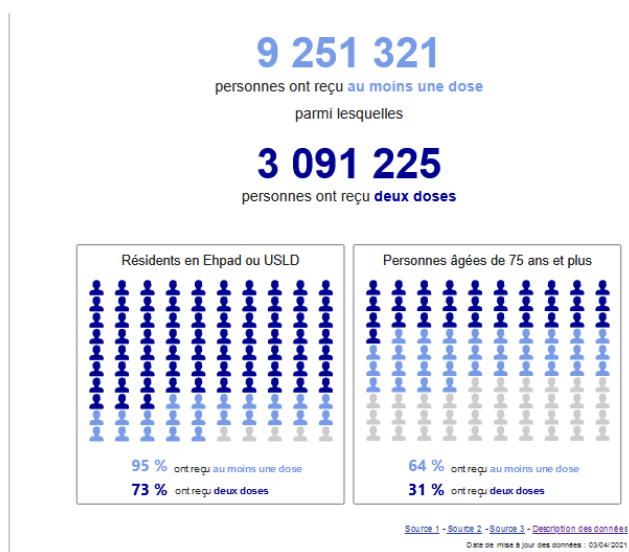 9 251 321
personnes ont reçu au moins une dose
parmi lesquelles
3 091 225
personnes ont reçu deux doses
Résidents en Ehpad ou USLD
95 % ont reçu au moins une dose
73 % ont reçu deux doses
Personnes âgées de 75 ans et plus
64 % ont reçu au moins une dose
31 % ont reçu deux doses
Source 1 - Source 2 - Source 3 - Description des données
Date de mise à jour des données : 03/04/2021